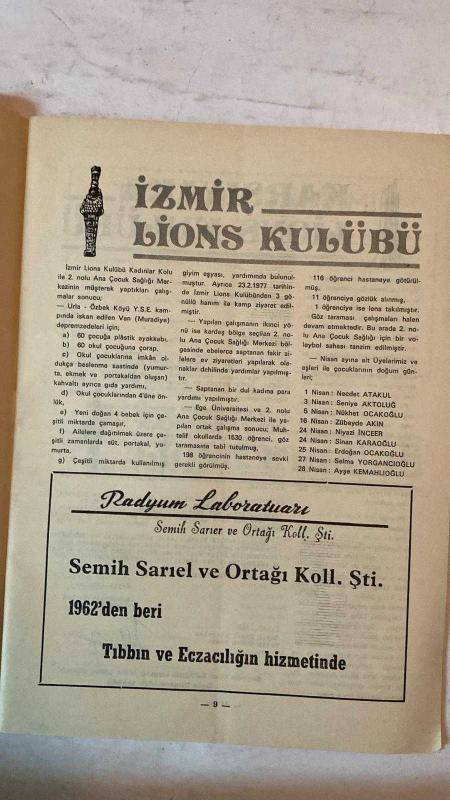 İZMİR
LİONS KULÜBÜ
İzmir Lions Kulübü Kadınlar Kolu
ile 2. nolu Ana Çocuk Sağlığı Mer-
kezinin müşterek yaptıkları çalış-
malar sonucu;
— Urla - Özbek Köyü Y.S.E. kam-
pında iskan edilen Van (Muradiye)
depremzedeleri için;
a) 60 çocuğa plâstik ayakkabı,
b) 60 okul çocuğuna çorap,
c) Okul çocuklarına imkân ol-
dukça beslenme saatinde (yumur-
ta, ekmek ve portakaldan oluşan)
kahvaltı ayrıca gıda yardımı,
d) Okul çocuklarından 4'üne ön-
lük,
e) Yeni doğan 4 bebek için çe-
şitli miktarda çamaşır,
f) Ailelere dağıtılmak üzere çe-
şitli zamanlarda süt, portakal, yu-
murta,
g) Çeşitli miktarda kullanılmış
giyim eşyası, yardımında bulunul-
muştur. Ayrıca 23.2.1977 tarihin-
de İzmir Lions Kulübünden 3 gö-
nüllü hanım ile kamp ziyaret edil-
miştir.
— Yapılan çalışmanın ikinci yö-
nü ise kardeş bölge seçilen 2. no-
lu Ana Çocuk Sağlığı Merkezi böl-
gesinde ebelerce saptanan fakir ai-
lelere ev ziyaretleri yapılarak ola-
naklar dehilinde yardımlar yapılmış-
tır.
— Saptanan bir dul kadına para
yardımı yapılmıştır.
— Ege Üniversitesi ve 2. nolu
Ana Çocuk Sağlığı Merkezi ile ya-
pılan ortak çalışma sonucu; Muh-
telif okullarda 1530 öğrenci, göz
taramasına tabi tutulmuş,
198 öğrencinin hastaneye sevki
gerekli görülmüş.
116 öğrenci hastaneye götürül-
müş,
11 öğrenciye gözlük alınmış,
1 öğrenciye ise lens takılmıştır.
Göz taraması çalışmaları halen
devam etmektedir. Bu arada 2. no-
lu Ana Çocuk Sağlığı için bir vo-
leybol sahası tanzim edilmiştir.
— Nisan ayına ait Üyelerimiz ve
eşleri ile çocuklarının doğum gün-
leri;
1 Nisan: Necdet ATAKUL
3 Nisan: Seniye AKTOLUĞ
5 Nisan: Nükhet OCAKOĞLU
16 Nisan: Zübeyde AKIN
24 Nisan: Niyazi İNCEER
24 Nisan: Sinan KARAOĞLU
25 Nisan: Erdoğan OCAKOĞLU
27 Nisan: Selma YORGANCIOĞLU
28 Nisan: Ayşe KEMAHLIOĞLU
Radyum Laboratuarı
Semih Sarıer ve Ortağı Koll. Şti.
Semih Sarıel ve Ortağı Koll. Şti.
1962'den beri
Tıbbın ve Eczacılığın hizmetinde
— 9 —